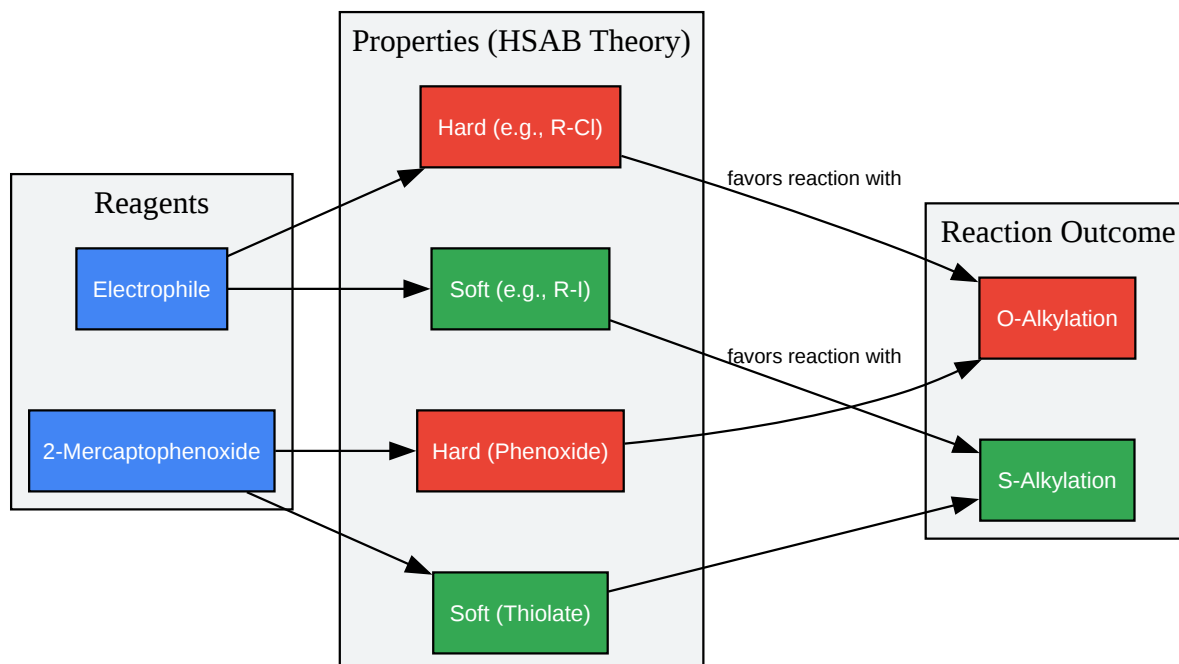 Properties (HSAB Theory)
Hard (e.g., R-Cl)
favors reaction with
Reagents
Reaction Outcome
Electrophile
Soft (e.g., R-I)
O-Alkylation
favors reaction with
2-Mercaptophenoxide
Hard (Phenoxide)
S-Alkylation
Soft (Thiolate)